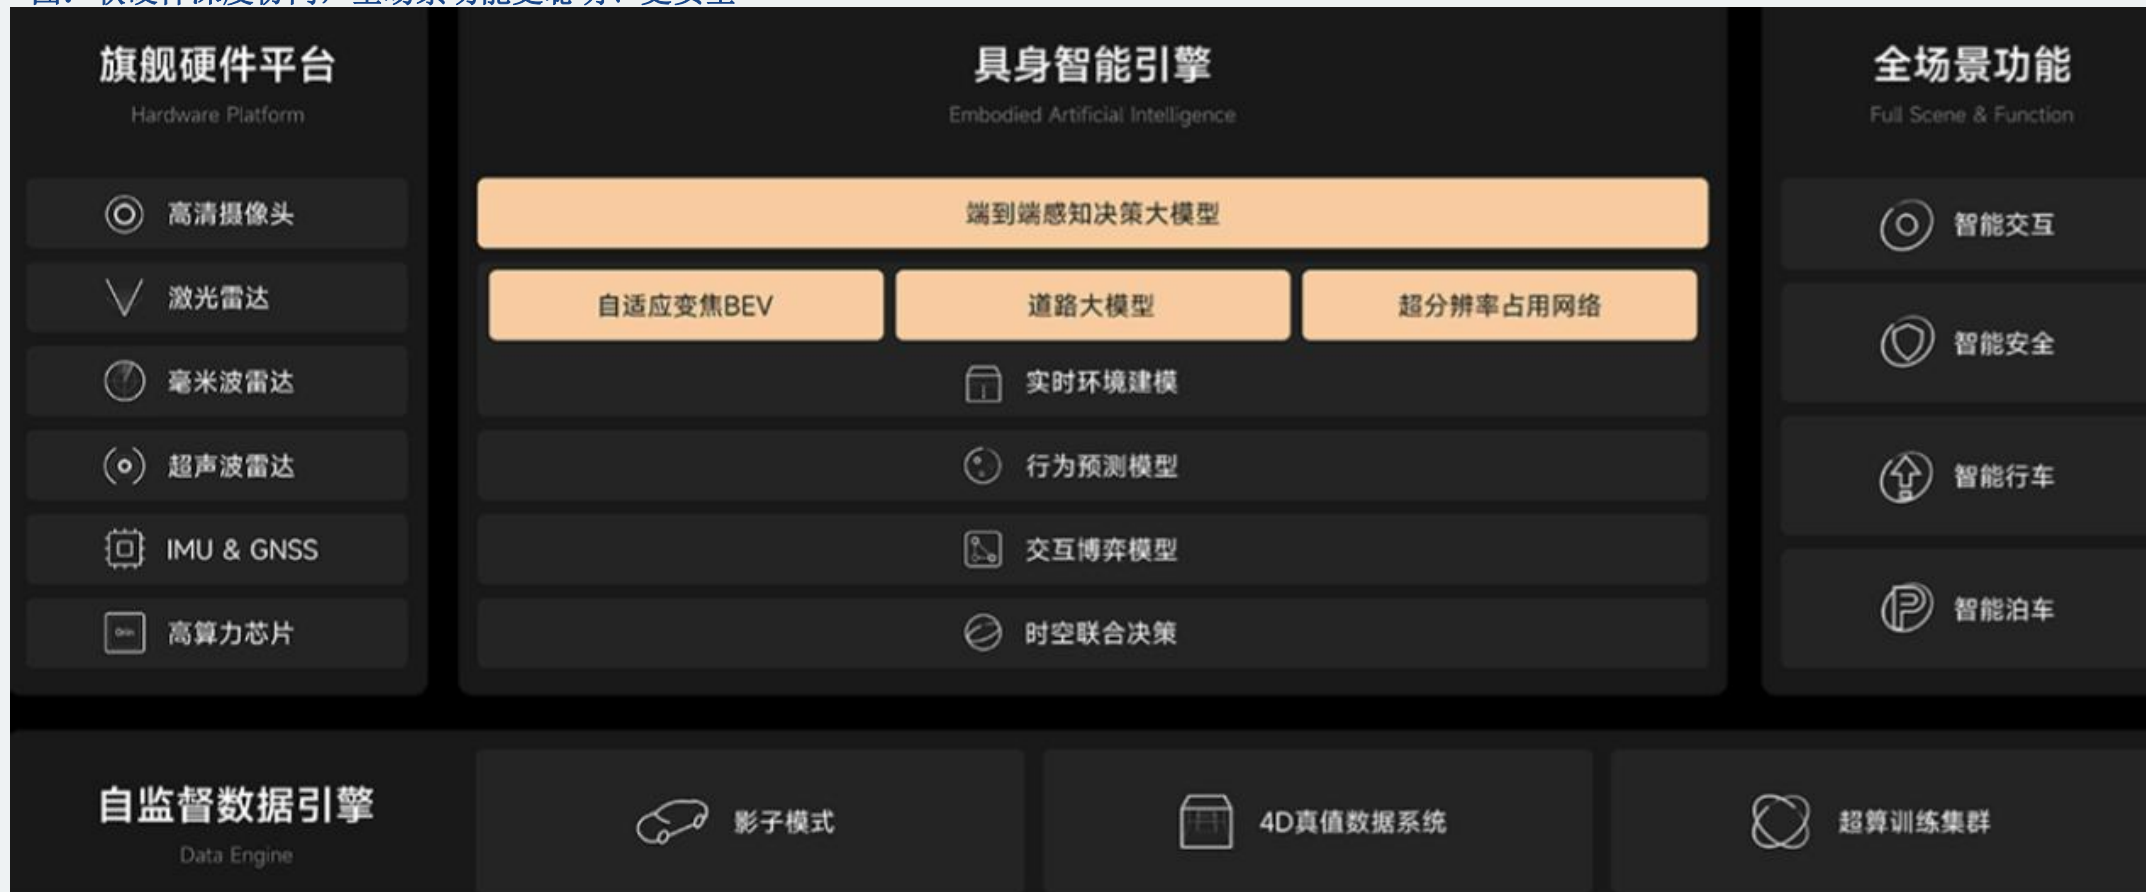 旗舰硬件平台
Hardware Platform
高清摄像头
激光雷达
毫米波雷达
超声波雷达
IMU & GNSS
高算力芯片
具身智能引擎
Embodied Artificial Intelligence
端到端感知决策大模型
自适应变焦BEV
道路大模型
超分辨率占用网络
实时环境建模
行为预测模型
交互博弈模型
时空联合决策
全场景功能
Full Scene & Function
智能交互
智能安全
智能行车
智能泊车
自监督数据引擎
Data Engine
影子模式
4D真值数据系统
超算训练集群